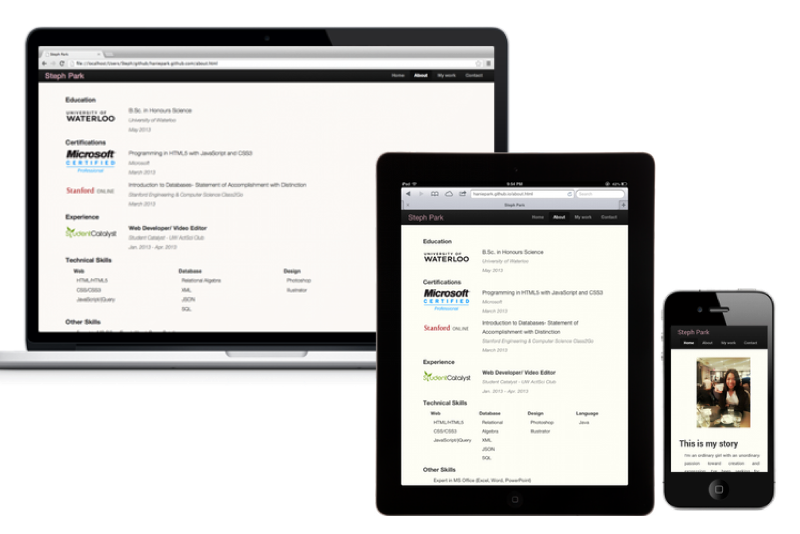 Steph Park
file://localhost/Users/Steph/github/hanepark.github.com/about.html
Steph Park
Home About My work Contact
Education
UNIVERSITY OF
WATERLOO
B.Sc. in Honours Science
University of Waterloo
May 2013
Certifications
Microsoft
CERTIFIED
Professional
Programming in HTML5 with JavaScript and CSS3
Microsoft
March 2013
Stanford ONLINE
Introduction to Databases- Statement of Accomplishment with Distinction
Stanford Engineering & Computer Science Class2Go
March 2013
Experience
StudentCatalyst
Web Developer/ Video Editor
Student Catalyst - UW ArtSci Club
Jan. 2013 - Apr. 2013
Technical Skills
Web Database Design
HTML/HTML5 Relational Algebra Photoshop
CSS/CSS3 XML Illustrator
JavaScript/jQuery JSON
SQL
Other Skills
iPad 9:54 PM
hanepark.github.com/about.html Search
Steph Park
Steph Park
Home About My work Contact
Education
UNIVERSITY OF
WATERLOO
B.Sc. in Honours Science
University of Waterloo
May 2013
Certifications
Microsoft
CERTIFIED
Professional
Programming in HTML5 with JavaScript and CSS3
Microsoft
March 2013
Stanford ONLINE
Introduction to Databases- Statement of
Accomplishment with Distinction
Stanford Engineering & Computer Science Class2Go
March 2013
Experience
StudentCatalyst
Web Developer/ Video Editor
Student Catalyst - UW ArtSci Club
Jan. 2013 - Apr. 2013
Technical Skills
Web Database Design Language
HTML/HTML5 Relational Photoshop Java
CSS/CSS3 Algebra Illustrator
JavaScript/jQuery XML
JSON
SQL
Other Skills
Expert in MS Office (Excel, Word, PowerPoint)
Steph Park
Home About My work Contact
This is my story
I'm an ordinary girl with an unordinary
passion toward creation and